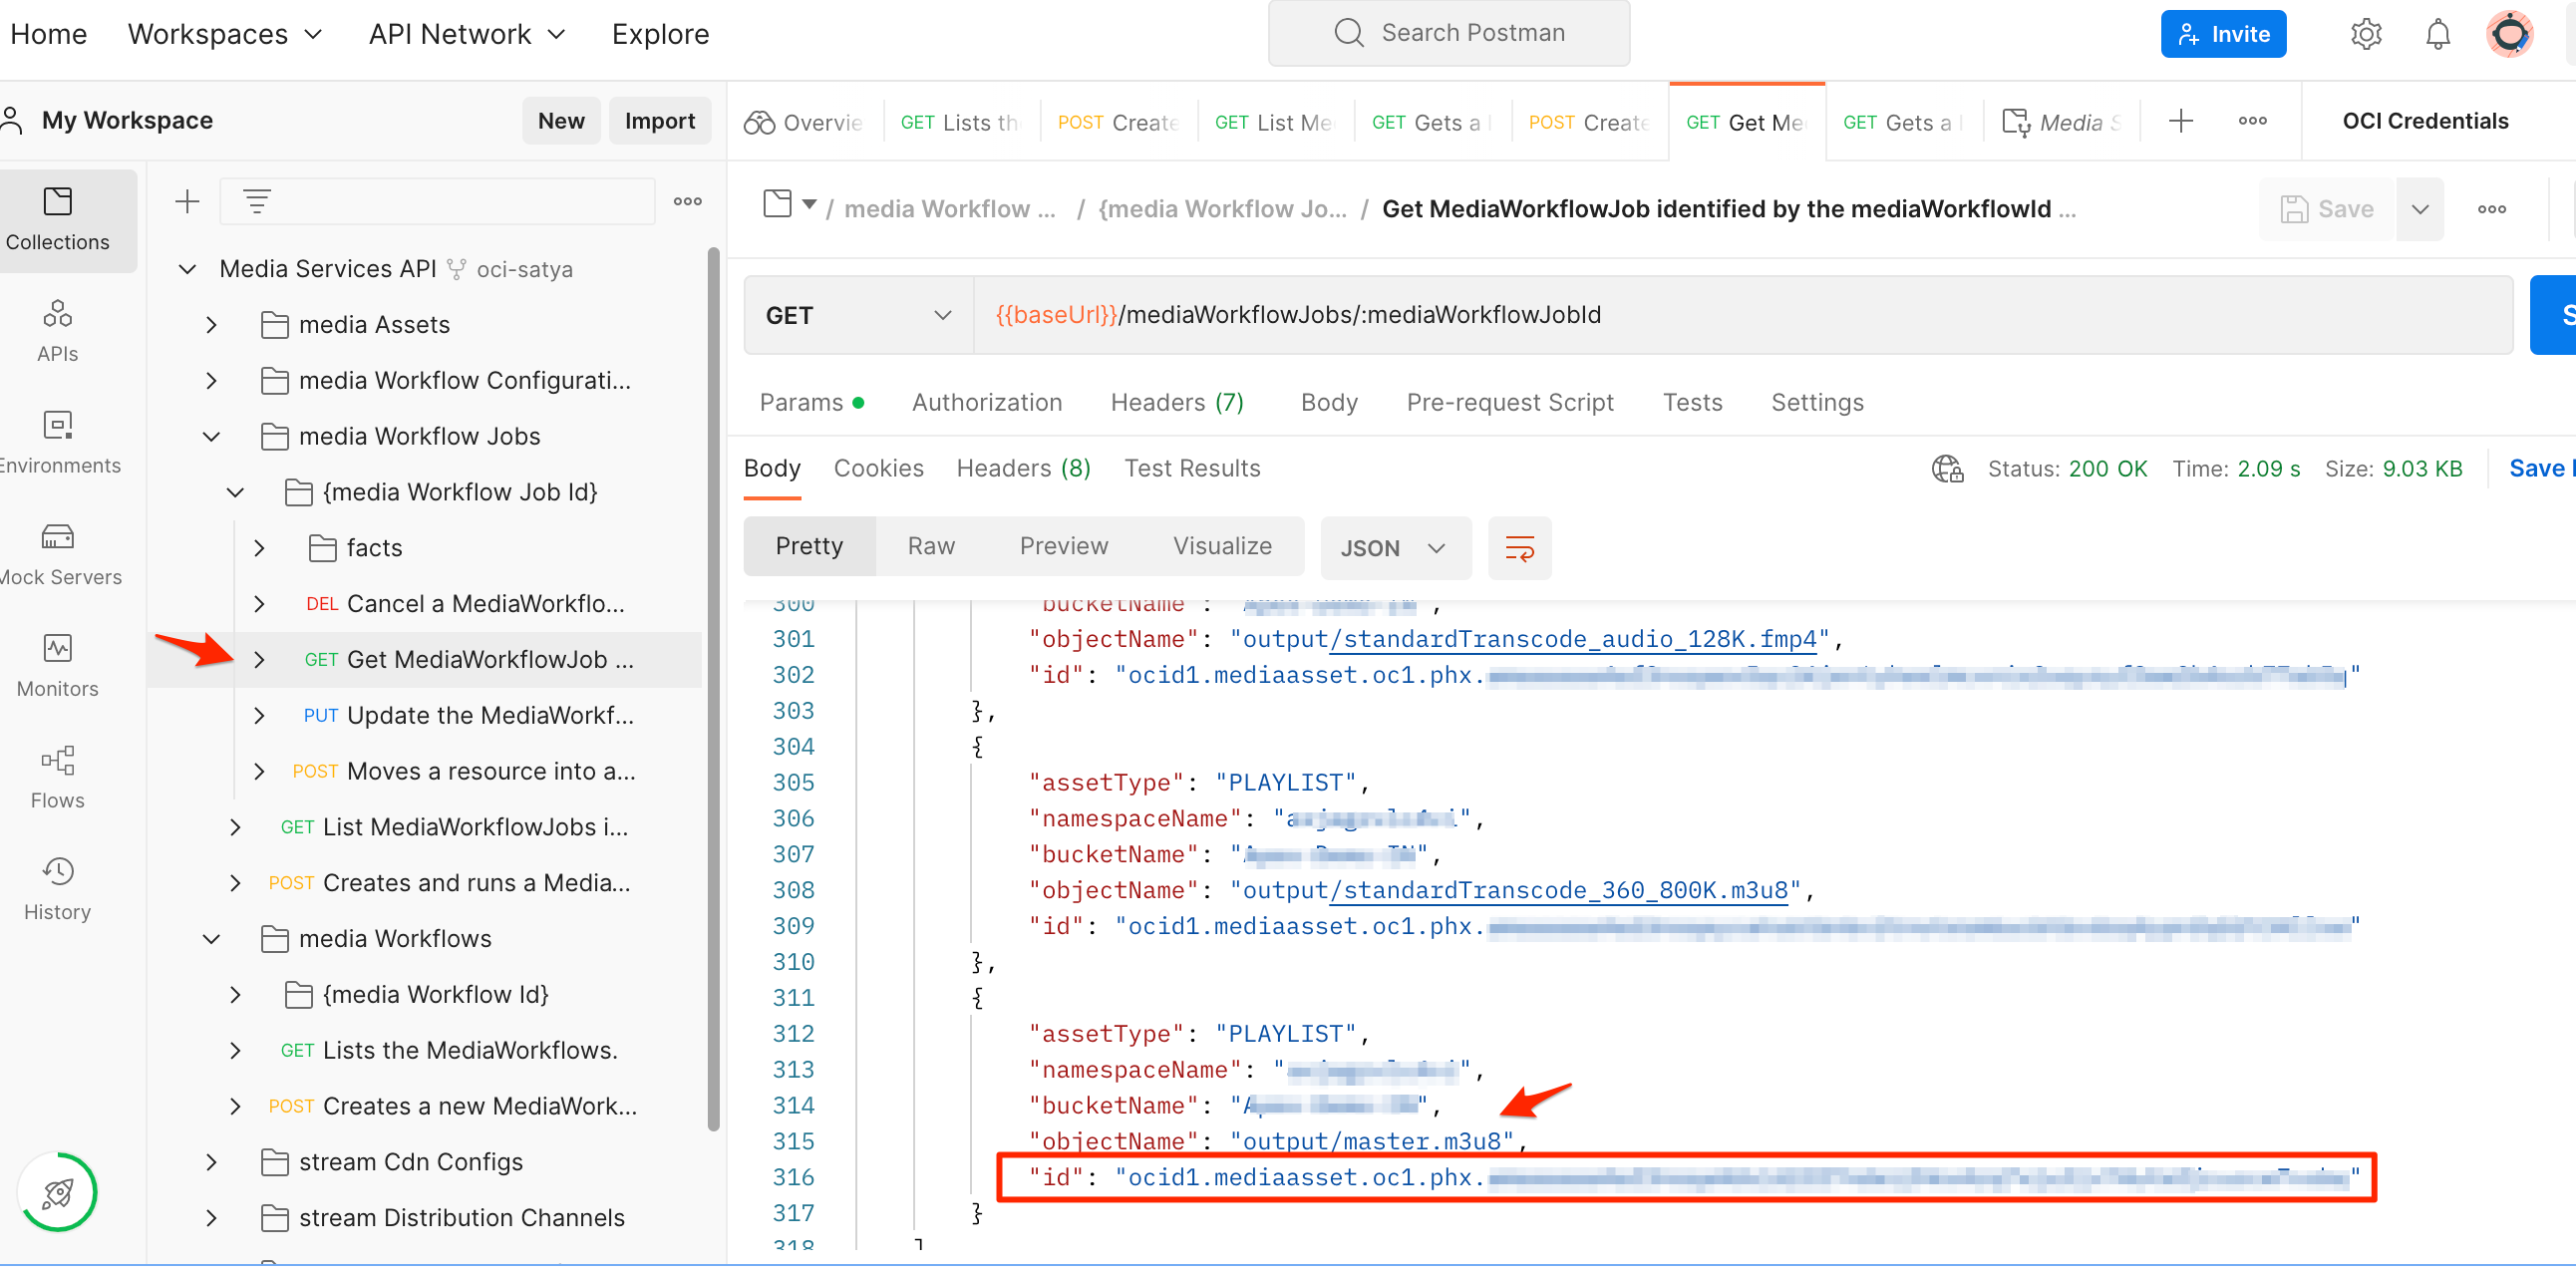 Home Workspaces API Network Explore Search Postman Invite
My Workspace New Import Overvie GET Lists th POST Create GET List Me GET Gets a POST Create GET Get Me GET Gets a Media S OCI Credentials
Collections
APIs
Environments
Mock Servers
Monitors
Flows
History
Media Services API oci-satya
media Assets
media Workflow Configurati...
media Workflow Jobs
{media Workflow Job Id}
facts
DEL Cancel a MediaWorkflo...
GET Get MediaWorkflowJob ...
PUT Update the MediaWorkf...
POST Moves a resource into a...
GET List MediaWorkflowJobs i...
POST Creates and runs a Media...
media Workflows
{media Workflow Id}
GET Lists the MediaWorkflows.
POST Creates a new MediaWork...
stream Cdn Configs
stream Distribution Channels
/ media Workflow ... / {media Workflow Jo... / Get MediaWorkflowJob identified by the mediaWorkflowId ... Save
GET {{baseUrl}}/mediaWorkflowJobs/:mediaWorkflowJobId S
Params Authorization Headers (7) Body Pre-request Script Tests Settings
Body Cookies Headers (8) Test Results Status: 200 OK Time: 2.09 s Size: 9.03 KB Save
Pretty Raw Preview Visualize JSON
300 "bucketName": ",
301 "objectName": "output/standardTranscode_audio_128K.fmp4",
302 "id": "ocid1.mediaasset.oc1.phx. "
303 },
304 {
305 "assetType": "PLAYLIST",
306 "namespaceName": " ",
307 "bucketName": " ",
308 "objectName": "output/standardTranscode_360_800K.m3u8",
309 "id": "ocid1.mediaasset.oc1.phx. "
310 },
311 {
312 "assetType": "PLAYLIST",
313 "namespaceName": " ",
314 "bucketName": " ",
315 "objectName": "output/master.m3u8",
316 "id": "ocid1.mediaasset.oc1.phx. "
317 }
318 ]